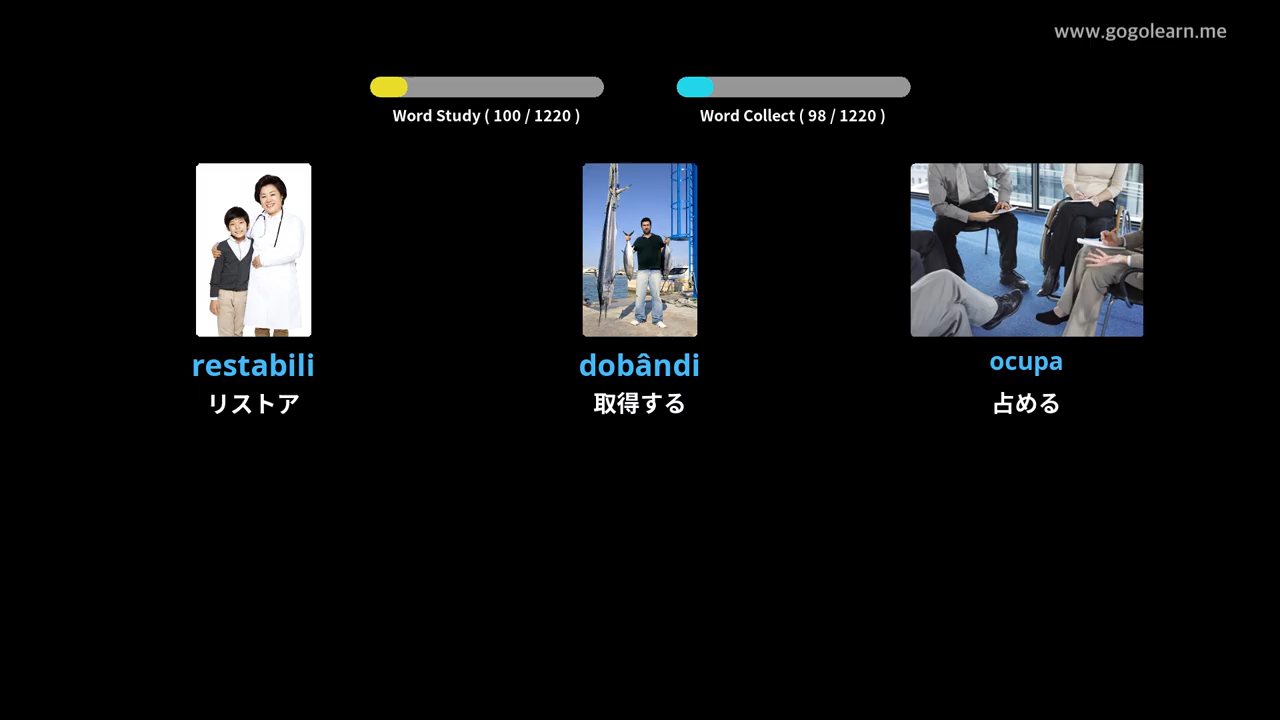 www.gogolearn.me
Word Study ( 100 / 1220 )
Word Collect ( 98 / 1220 )
restabili
dobândi
ocupa
リストア
取得する
占める